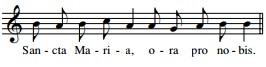 San - cta Ma - ri - a, o - ra pro no - bis.